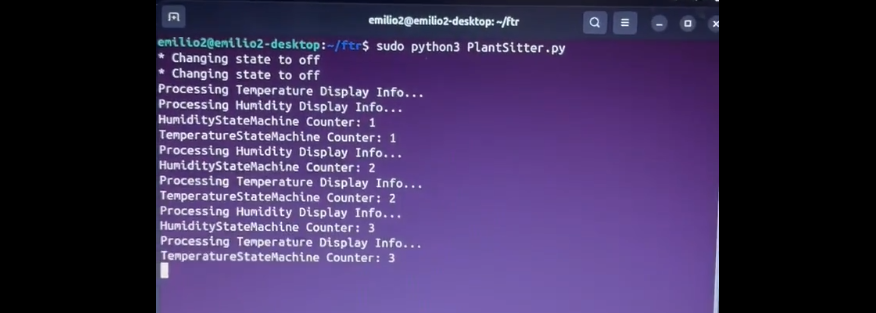 emilio2@emilio2-desktop: ~/ftr
emilio2@emilio2-desktop:~/ftr$ sudo python3 PlantSitter.py
* Changing state to off
* Changing state to off
Processing Temperature Display Info...
Processing Humidity Display Info...
HumidityStateMachine Counter: 1
TemperatureStateMachine Counter: 1
Processing Humidity Display Info...
HumidityStateMachine Counter: 2
Processing Temperature Display Info...
TemperatureStateMachine Counter: 2
Processing Humidity Display Info...
HumidityStateMachine Counter: 3
Processing Temperature Display Info...
TemperatureStateMachine Counter: 3